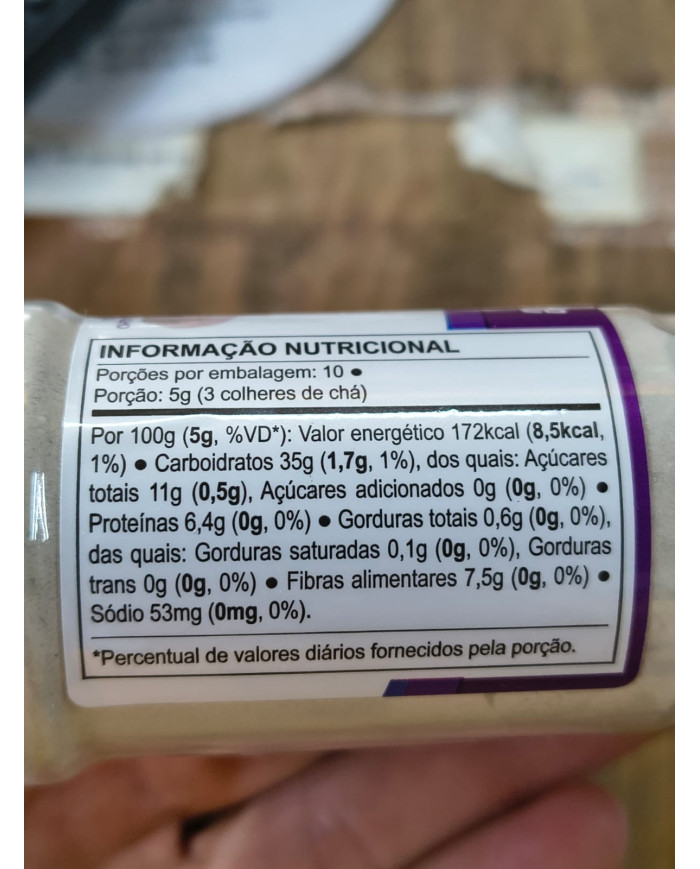 INFORMAÇÃO NUTRICIONAL
Porções por embalagem: 10 ●
Porção: 5g (3 colheres de chá)
Por 100g (5g, %VD*): Valor energético 172kcal (8,5kcal,
1%) ● Carboidratos 35g (1,7g, 1%), dos quais: Açúcares
totais 11g (0,5g), Açúcares adicionados 0g (0g, 0%) ●
Proteínas 6,4g (0g, 0%) ● Gorduras totais 0,6g (0g, 0%),
das quais: Gorduras saturadas 0,1g (0g, 0%), Gorduras
trans 0g (0g, 0%) ● Fibras alimentares 7,5g (0g, 0%) ●
Sódio 53mg (0mg, 0%).
*Percentual de valores diários fornecidos pela porção.